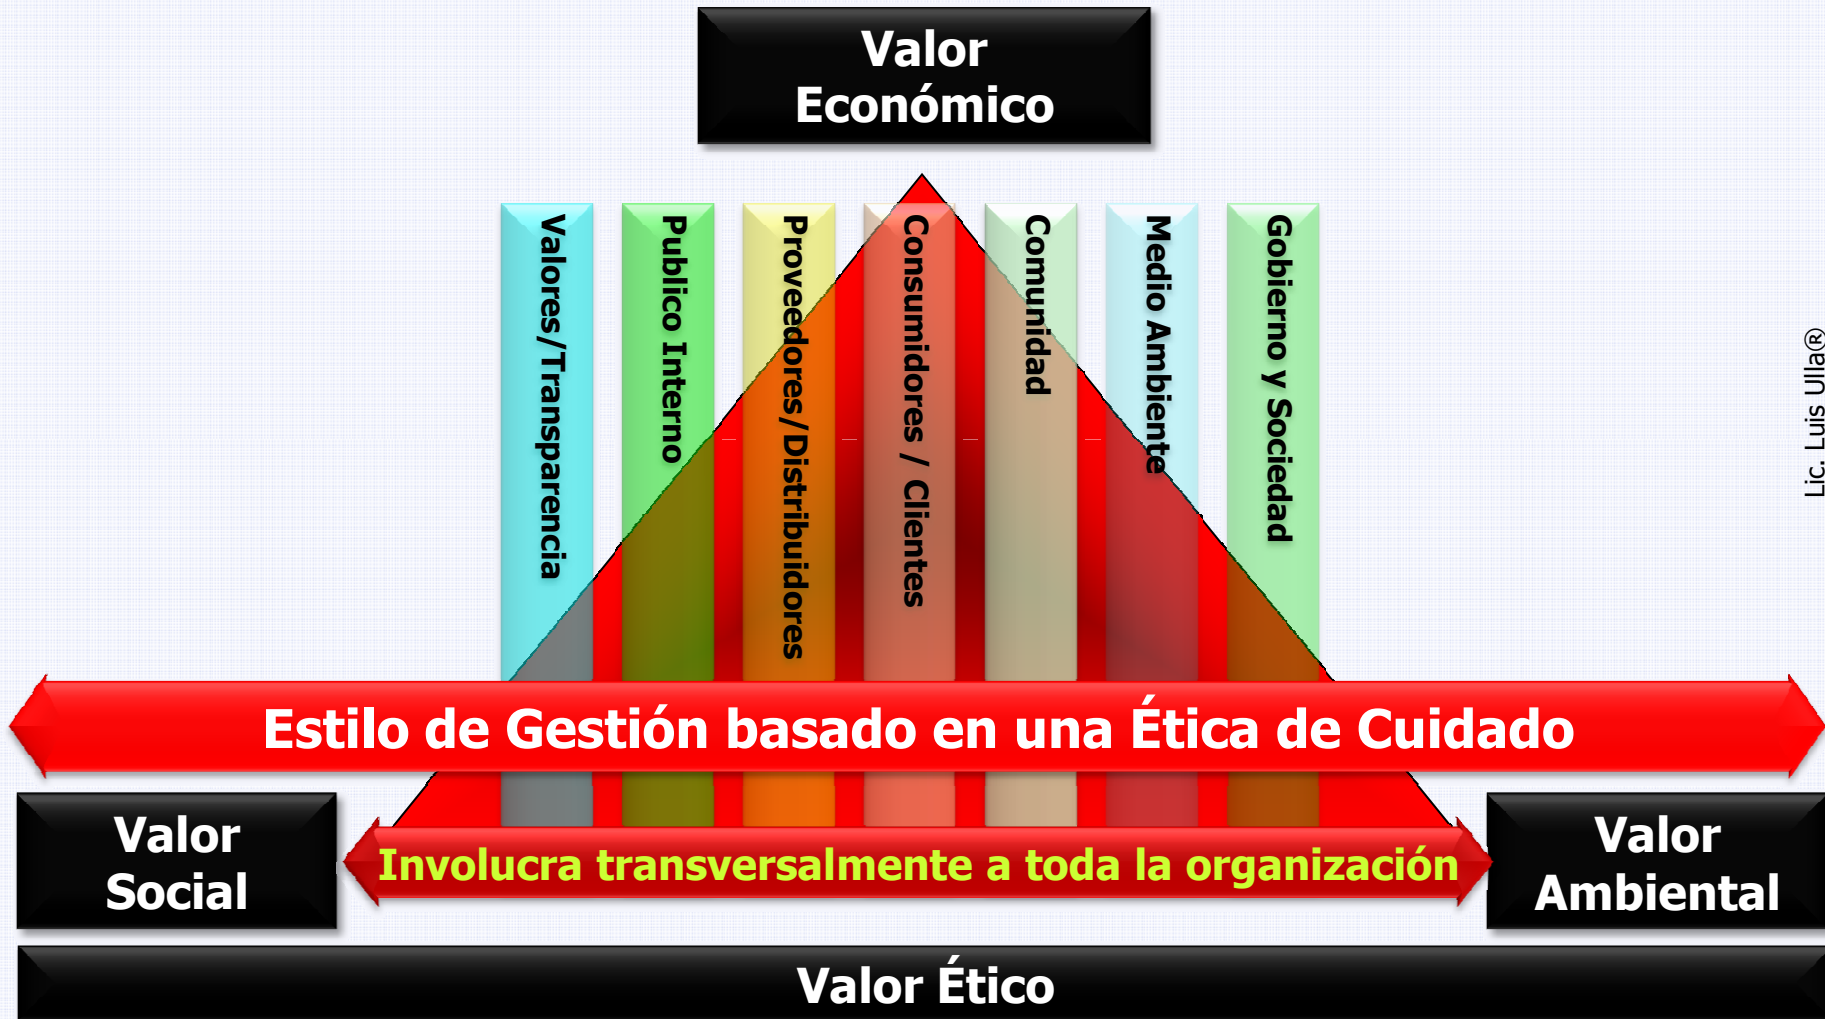 Valor
Económico
Valores/Transparencia
Publico Interno
Proveedores/Distribuidores
Consumidores / Clientes
Comunidad
Medio Ambiente
Gobierno y Sociedad
Lic. Luis Ulla®
Estilo de Gestión basado en una Ética de Cuidado
Valor
Social
Involucra transversalmente a toda la organización
Valor
Ambiental
Valor Ético